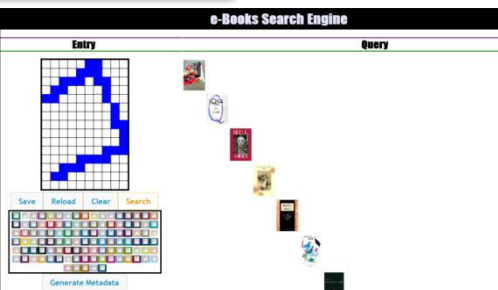 e-Books Search Engine
Entry
Query
Save Reload Clear Search
Generate Metadata